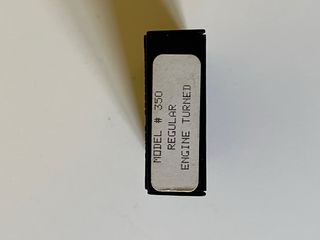 MODEL # 350
REGULAR
ENGINE TURNED